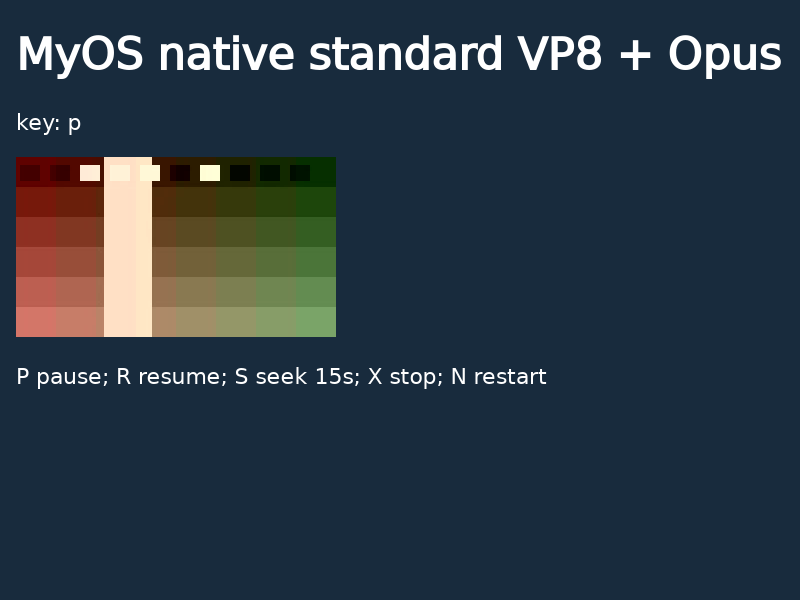 MyOS native standard VP8 + Opus
key: p
P pause; R resume; S seek 15s; X stop; N restart